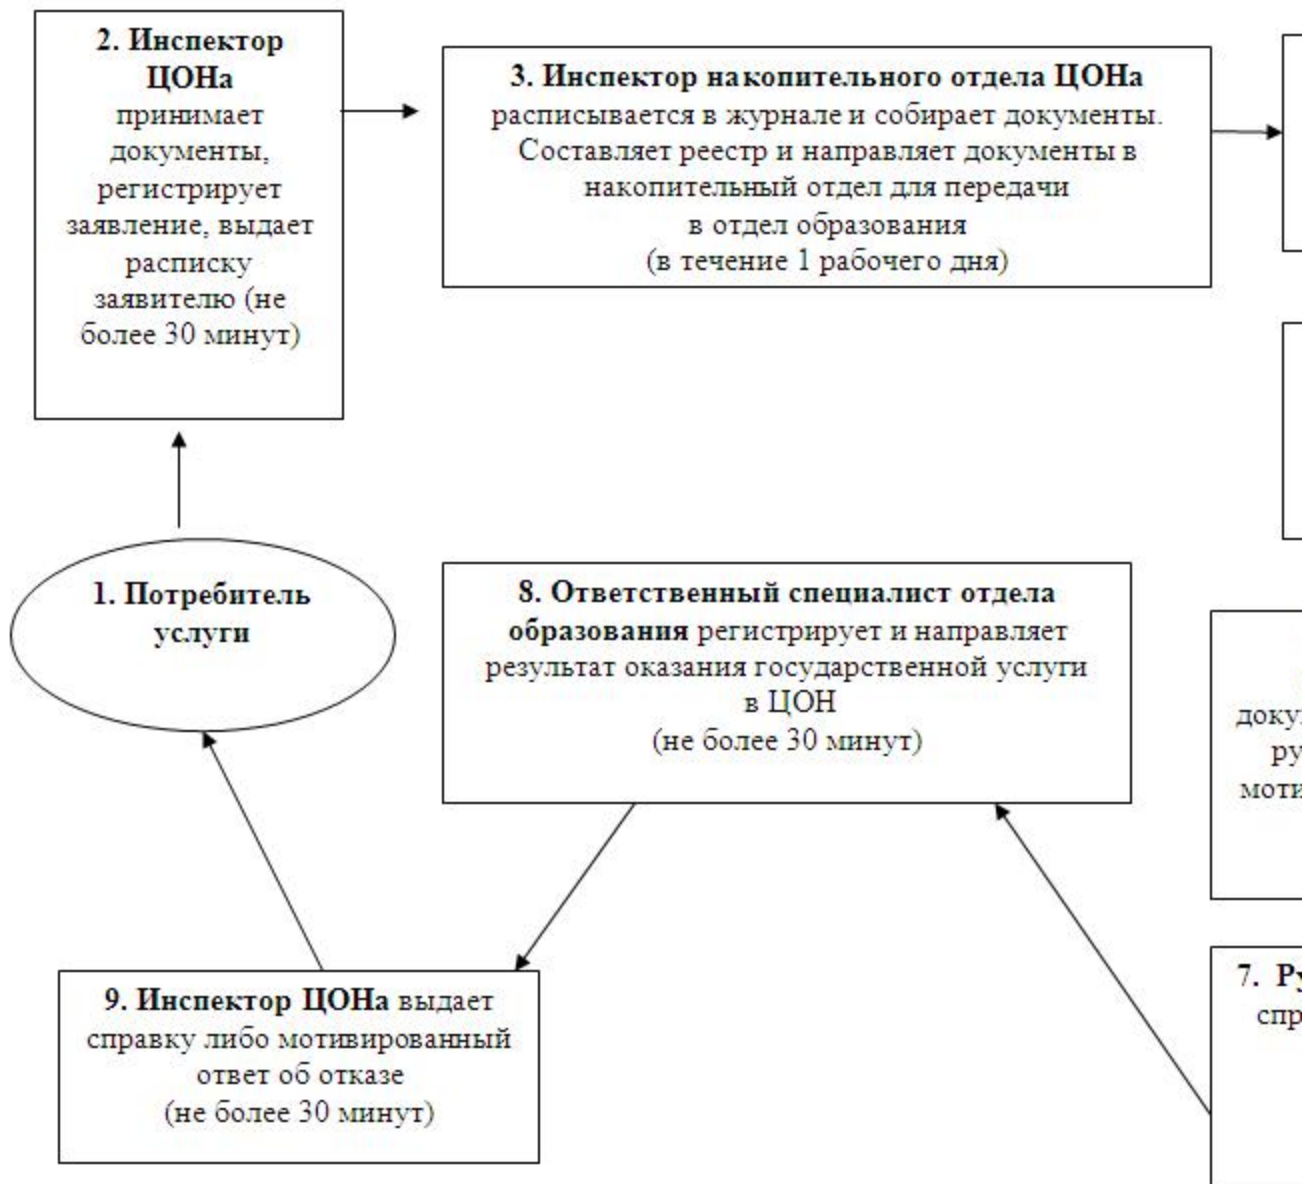 2. Инспектор
ЦОНа
принимает
документы,
регистрирует
заявление, выдает
расписку
заявителю (не
более 30 минут)
3. Инспектор накопительного отдела ЦОНа
расписывается в журнале и собирает документы.
Составляет реестр и направляет документы в
накопительный отдел для передачи
в отдел образования
(в течение 1 рабочего дня)
1. Потребитель
услуги
8. Ответственный специалист отдела
образования регистрирует и направляет
результат оказания государственной услуги
в ЦОН
(не более 30 минут)
9. Инспектор ЦОНа выдает
справку либо мотивированный
ответ об отказе
(не более 30 минут)
7.